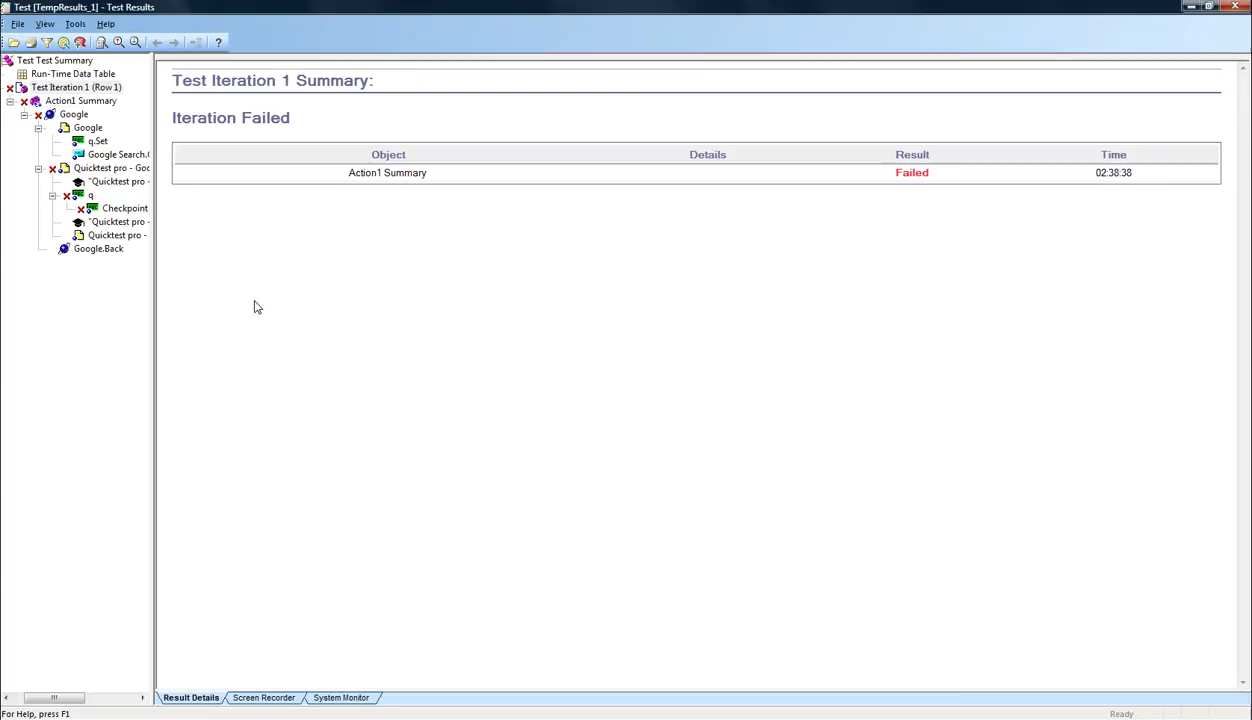 Test [TempResults_1] - Test Results
File View Tools Help
Test Test Summary
Run-Time Data Table
Test Iteration 1 (Row 1)
Action1 Summary
Google
Google
q.Set
Google Search.
Quicktest pro - Goo
"Quicktest pro -
q
Checkpoint
"Quicktest pro -
Quicktest pro -
Google.Back
Test Iteration 1 Summary:
Iteration Failed
Object Details Result Time
Action1 Summary Failed 02:38:38
Result Details Screen Recorder System Monitor
For Help, press F1 Ready